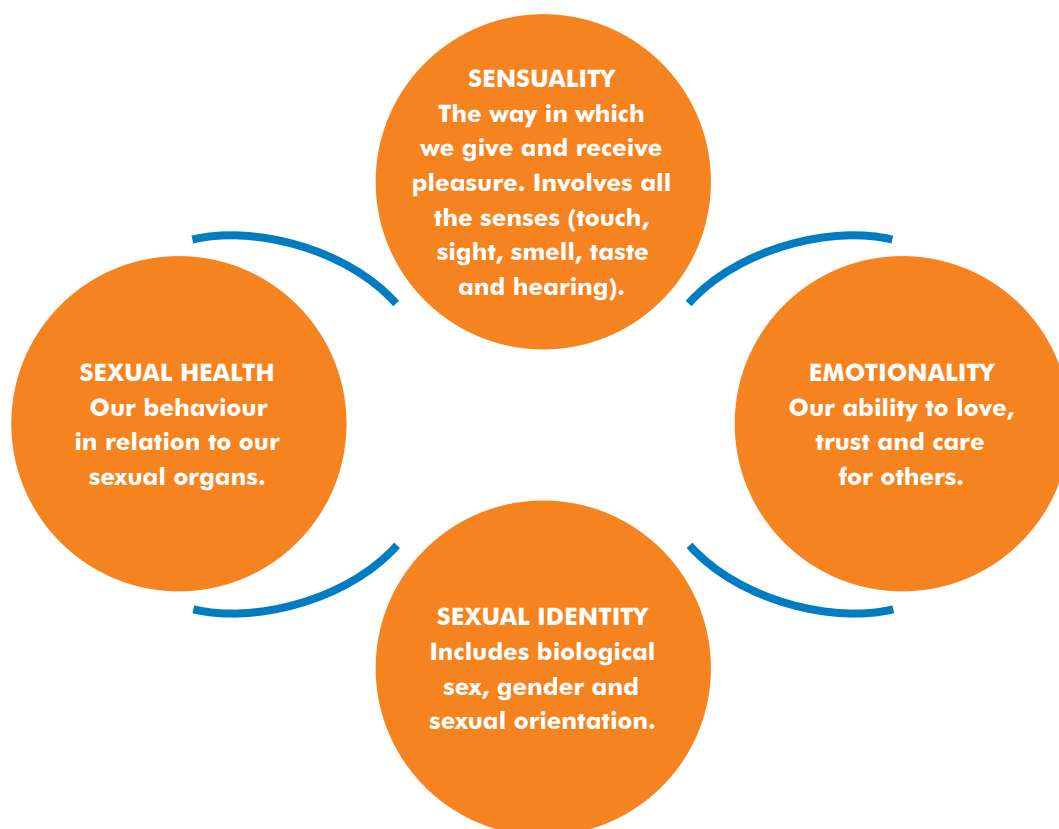 SENSUALITY
The way in which
we give and receive
pleasure. Involves all
the senses (touch,
sight, smell, taste
and hearing).
SEXUAL HEALTH
Our behaviour
in relation to our
sexual organs.
EMOTIONALITY
Our ability to love,
trust and care
for others.
SEXUAL IDENTITY
Includes biological
sex, gender and
sexual orientation.